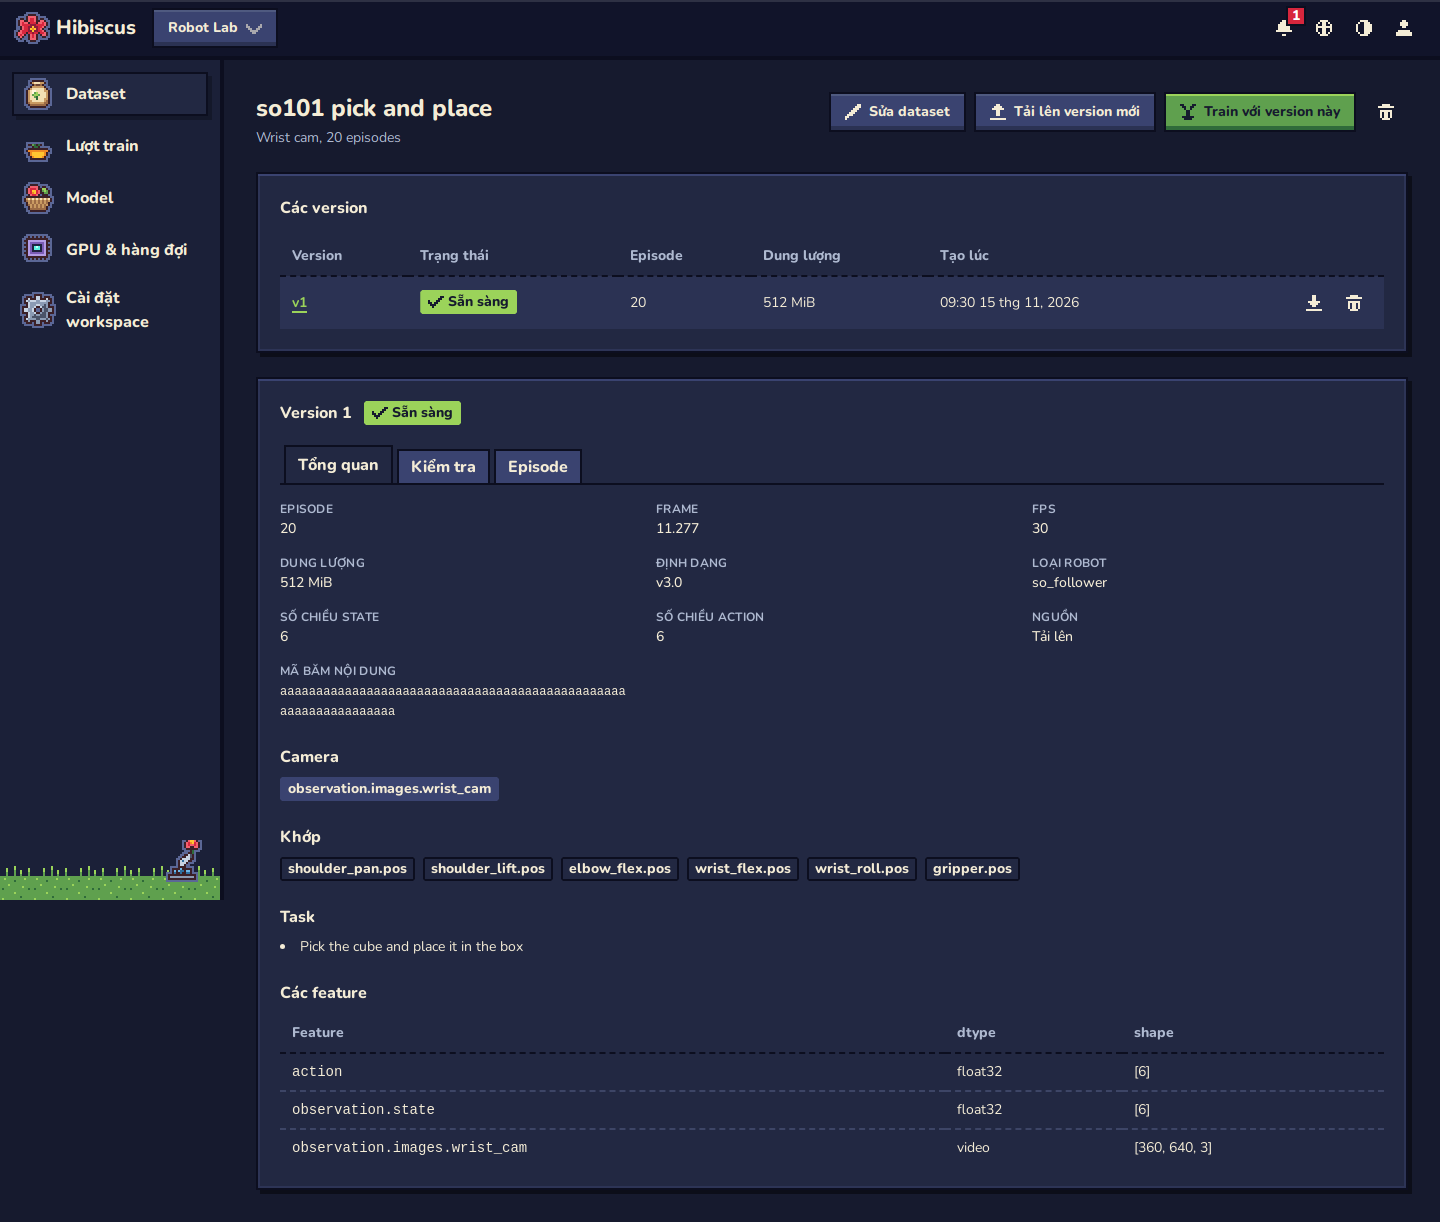 Hibiscus
Robot Lab
1
Dataset
Lượt train
Model
GPU & hàng đợi
Cài đặt
workspace
so101 pick and place
Wrist cam, 20 episodes
Sửa dataset
Tải lên version mới
Train với version này
Các version
Version Trạng thái Episode Dung lượng Tạo lúc
v1 Sẵn sàng 20 512 MiB 09:30 15 thg 11, 2026
Version 1 Sẵn sàng
Tổng quan Kiểm tra Episode
EPISODE FRAME FPS
20 11.277 30
DUNG LƯỢNG ĐỊNH DẠNG LOẠI ROBOT
512 MiB v3.0 so_follower
SỐ CHIỀU STATE SỐ CHIỀU ACTION NGUỒN
6 6 Tải lên
MÃ BĂM NỘI DUNG
aaaaaaaaaaaaaaaaaaaaaaaaaaaaaaaaaaaaaaaaaaaaaaaa
aaaaaaaaaaaaaaaa
Camera
observation.images.wrist_cam
Khớp
shoulder_pan.pos shoulder_lift.pos elbow_flex.pos wrist_flex.pos wrist_roll.pos gripper.pos
Task
Pick the cube and place it in the box
Các feature
Feature dtype shape
action float32 [6]
observation.state float32 [6]
observation.images.wrist_cam video [360, 640, 3]